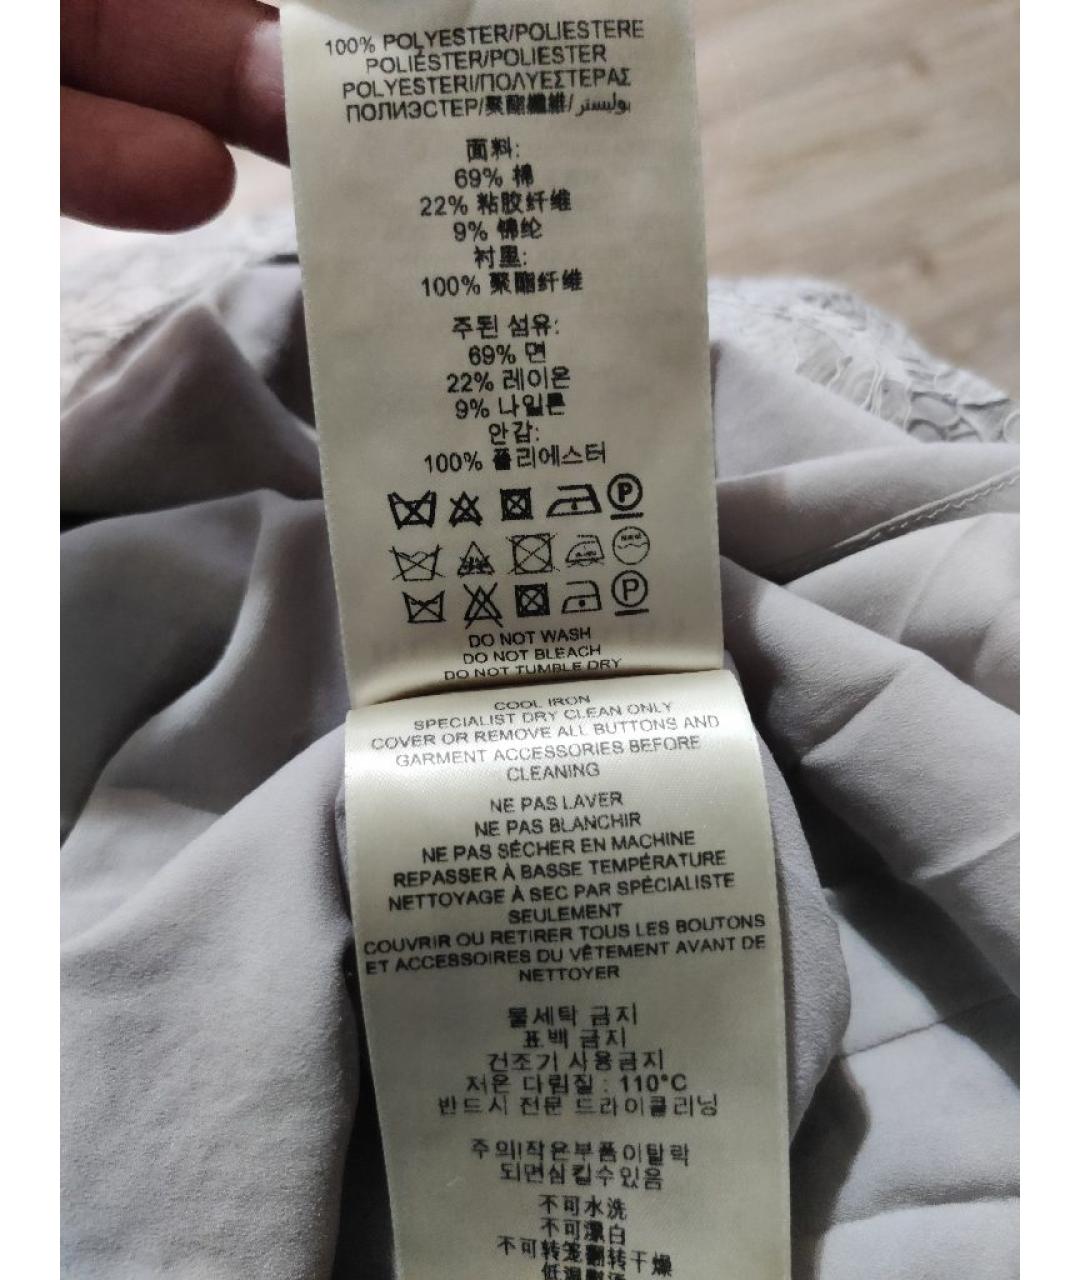 100% POLYESTER/POLIESTERE
POLIÉSTER/POLIESTER
POLYESTERI/ΠΟΛΥΕΣΤΕΡΑΣ
ПОЛИЭСТЕР/聚酯纖維/بوليستر
面料:
69% 棉
22% 粘胶纤维
9% 锦纶
衬里:
100% 聚酯纤维
주된 섬유:
69% 면
22% 레이온
9% 나일론
안감:
100% 폴리에스터
P
P
DO NOT WASH
DO NOT BLEACH
DO NOT TUMBLE DRY
COOL IRON
SPECIALIST DRY CLEAN ONLY
COVER OR REMOVE ALL BUTTONS AND
GARMENT ACCESSORIES BEFORE
CLEANING
NE PAS LAVER
NE PAS BLANCHIR
NE PAS SÉCHER EN MACHINE
REPASSER À BASSE TEMPÉRATURE
NETTOYAGE À SEC PAR SPÉCIALISTE
SEULEMENT
COUVRIR OU RETIRER TOUS LES BOUTONS
ET ACCESSOIRES DU VÊTEMENT AVANT DE
NETTOYER
물세탁 금지
표백 금지
건조기 사용금지
저온 다림질 : 110°C
반드시 전문 드라이클리닝
주의!작은부품이탈락
되면삼킬수있음
不可水洗
不可漂白
不可转笼翻转干燥
低温